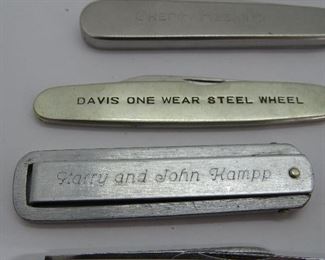 DAVIS ONE WEAR STEEL WHEEL
Harry and John Hampp